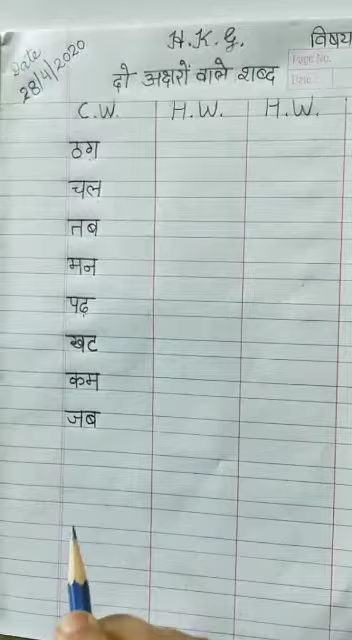 H.K.G. विषय
Date
28/4/2020
Page No.
Date :
दो अक्षरों वाले शब्द
C.W. H.W. H.W.
ठग
चल
तब
मन
पढ़
खट
कम
जब